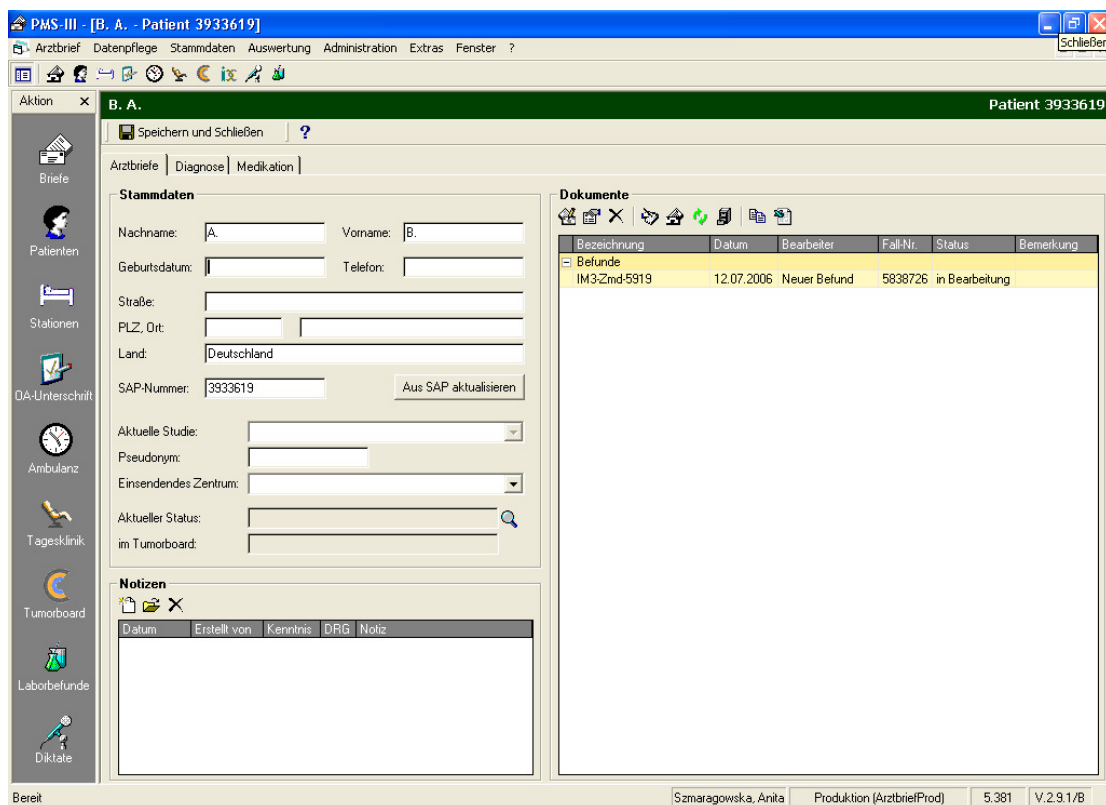 PMS-III - [B. A. - Patient 3933619]
Arztbrief Datenpflege Stammdaten Auswertung Administration Extras Fenster ?
Schließen
Aktion
B. A. Patient 3933619
Speichern und Schließen ?
Arztbriefe Diagnose Medikation
Briefe
Patienten
Stationen
OA-Unterschrift
Ambulanz
Tagesklinik
Tumorboard
Laborbefunde
Diktate
Stammdaten
Nachname: A. Vorname: B.
Geburtsdatum: Telefon:
Straße:
PLZ, Ort:
Land: Deutschland
SAP-Nummer: 3933619 Aus SAP aktualisieren
Aktuelle Studie:
Pseudonym:
Einsendendes Zentrum:
Aktueller Status:
im Tumorboard:
Notizen
Datum Erstellt von Kenntnis DRG Notiz
Dokumente
Bezeichnung Datum Bearbeiter Fall-Nr. Status Bemerkung
Befunde
IM3-Zmd-5919 12.07.2006 Neuer Befund 5838726 in Bearbeitung
Bereit Szmaragowska, Anita Produktion (ArztbriefProd) 5.381 V.2.9.1/B